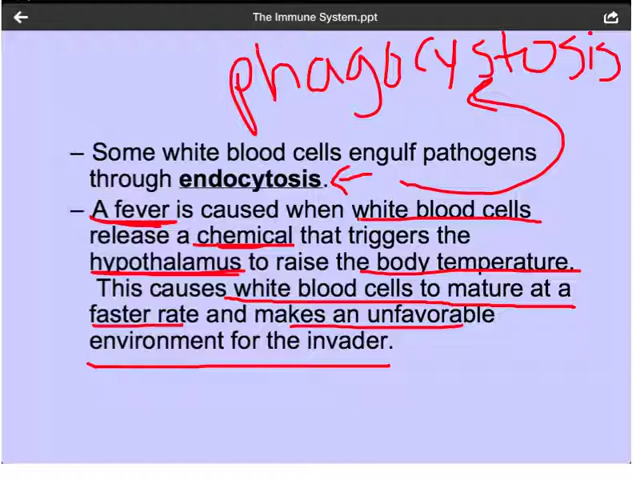 The Immune System.ppt
phagocystosis
– Some white blood cells engulf pathogens
through endocytosis.
– A fever is caused when white blood cells
release a chemical that triggers the
hypothalamus to raise the body temperature.
This causes white blood cells to mature at a
faster rate and makes an unfavorable
environment for the invader.